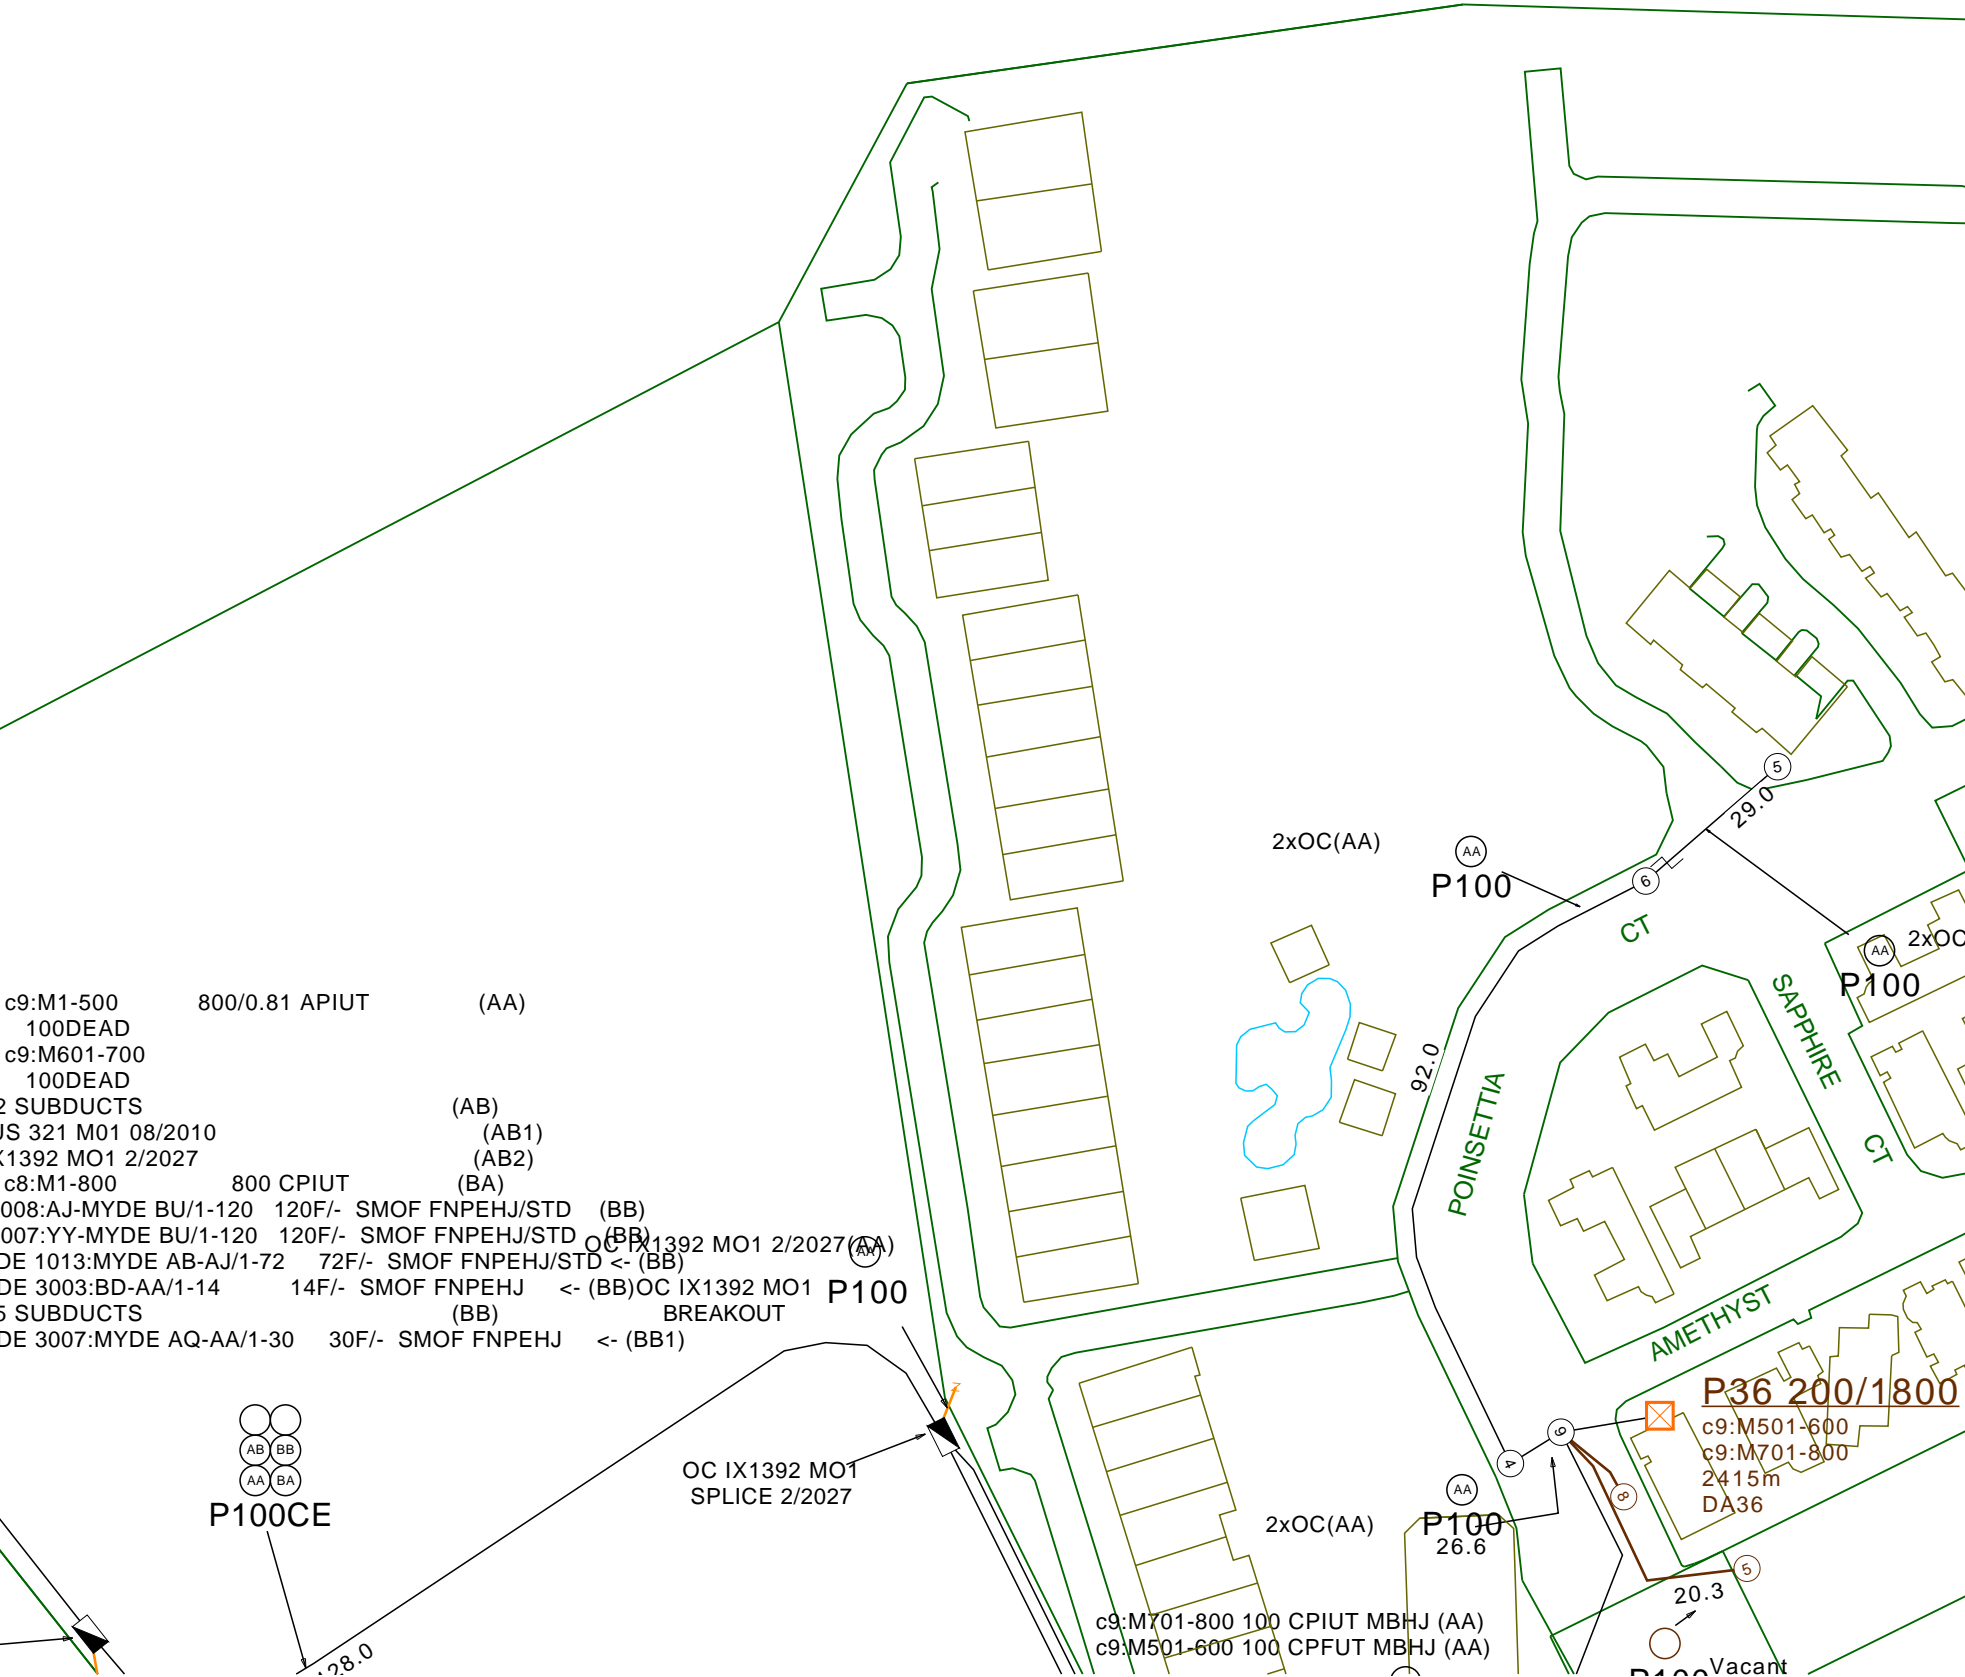 2xOC(AA)
AA
P100
5
29.0
6
CT
AA
2xOC
P100
SAPPHIRE
CT
92.0
POINSETTIA
AMETHYST
c9:M1-500 800/0.81 APIUT (AA)
100DEAD
c9:M601-700
100DEAD
2 SUBDUCTS (AB)
US 321 M01 08/2010 (AB1)
X1392 MO1 2/2027 (AB2)
c8:M1-800 800 CPIUT (BA)
008:AJ-MYDE BU/1-120 120F/- SMOF FNPEHJ/STD (BB)
007:YY-MYDE BU/1-120 120F/- SMOF FNPEHJ/STD (BB)
OC IX1392 MO1 2/2027(AA)
AA
P100
DE 1013:MYDE AB-AJ/1-72 72F/- SMOF FNPEHJ/STD <- (BB)
DE 3003:BD-AA/1-14 14F/- SMOF FNPEHJ <- (BB)
OC IX1392 MO1
BREAKOUT
5 SUBDUCTS (BB)
DE 3007:MYDE AQ-AA/1-30 30F/- SMOF FNPEHJ <- (BB1)
AB BB
AA BA
P100CE
OC IX1392 MO1
SPLICE 2/2027
P36 200/1800
c9:M501-600
c9:M701-800
2415m
DA36
9
4
8
5
AA
2xOC(AA)
P100
26.6
20.3
c9:M701-800 100 CPIUT MBHJ (AA)
c9:M501-600 100 CPFUT MBHJ (AA)
P100
Vacant
128.0